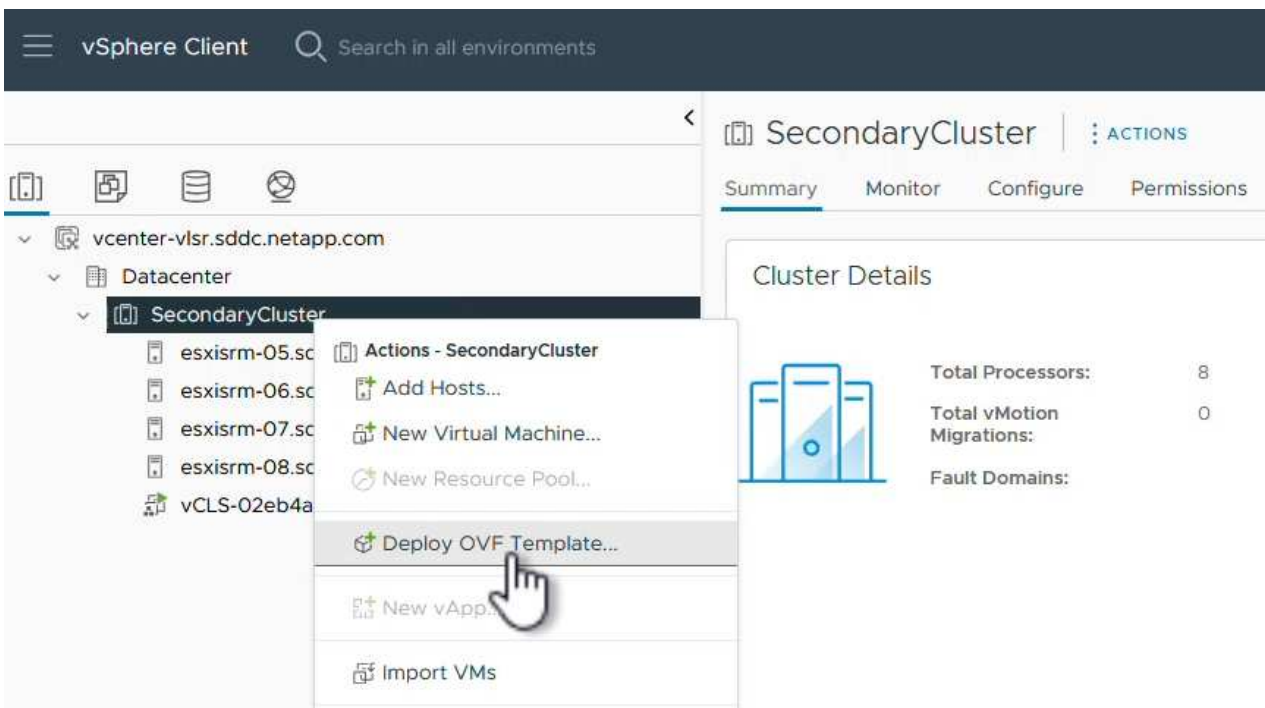 vSphere Client
Search in all environments
SecondaryCluster
ACTIONS
Summary Monitor Configure Permissions
vcenter-vlsr.sddc.netapp.com
Datacenter
SecondaryCluster
esxisrm-05.sc
esxisrm-06.sc
esxisrm-07.sc
esxisrm-08.sc
vCLS-02eb4a
Actions - SecondaryCluster
Add Hosts...
New Virtual Machine...
New Resource Pool...
Deploy OVF Template...
New vApp...
Import VMs
Cluster Details
Total Processors: 8
Total vMotion 0
Migrations:
Fault Domains: